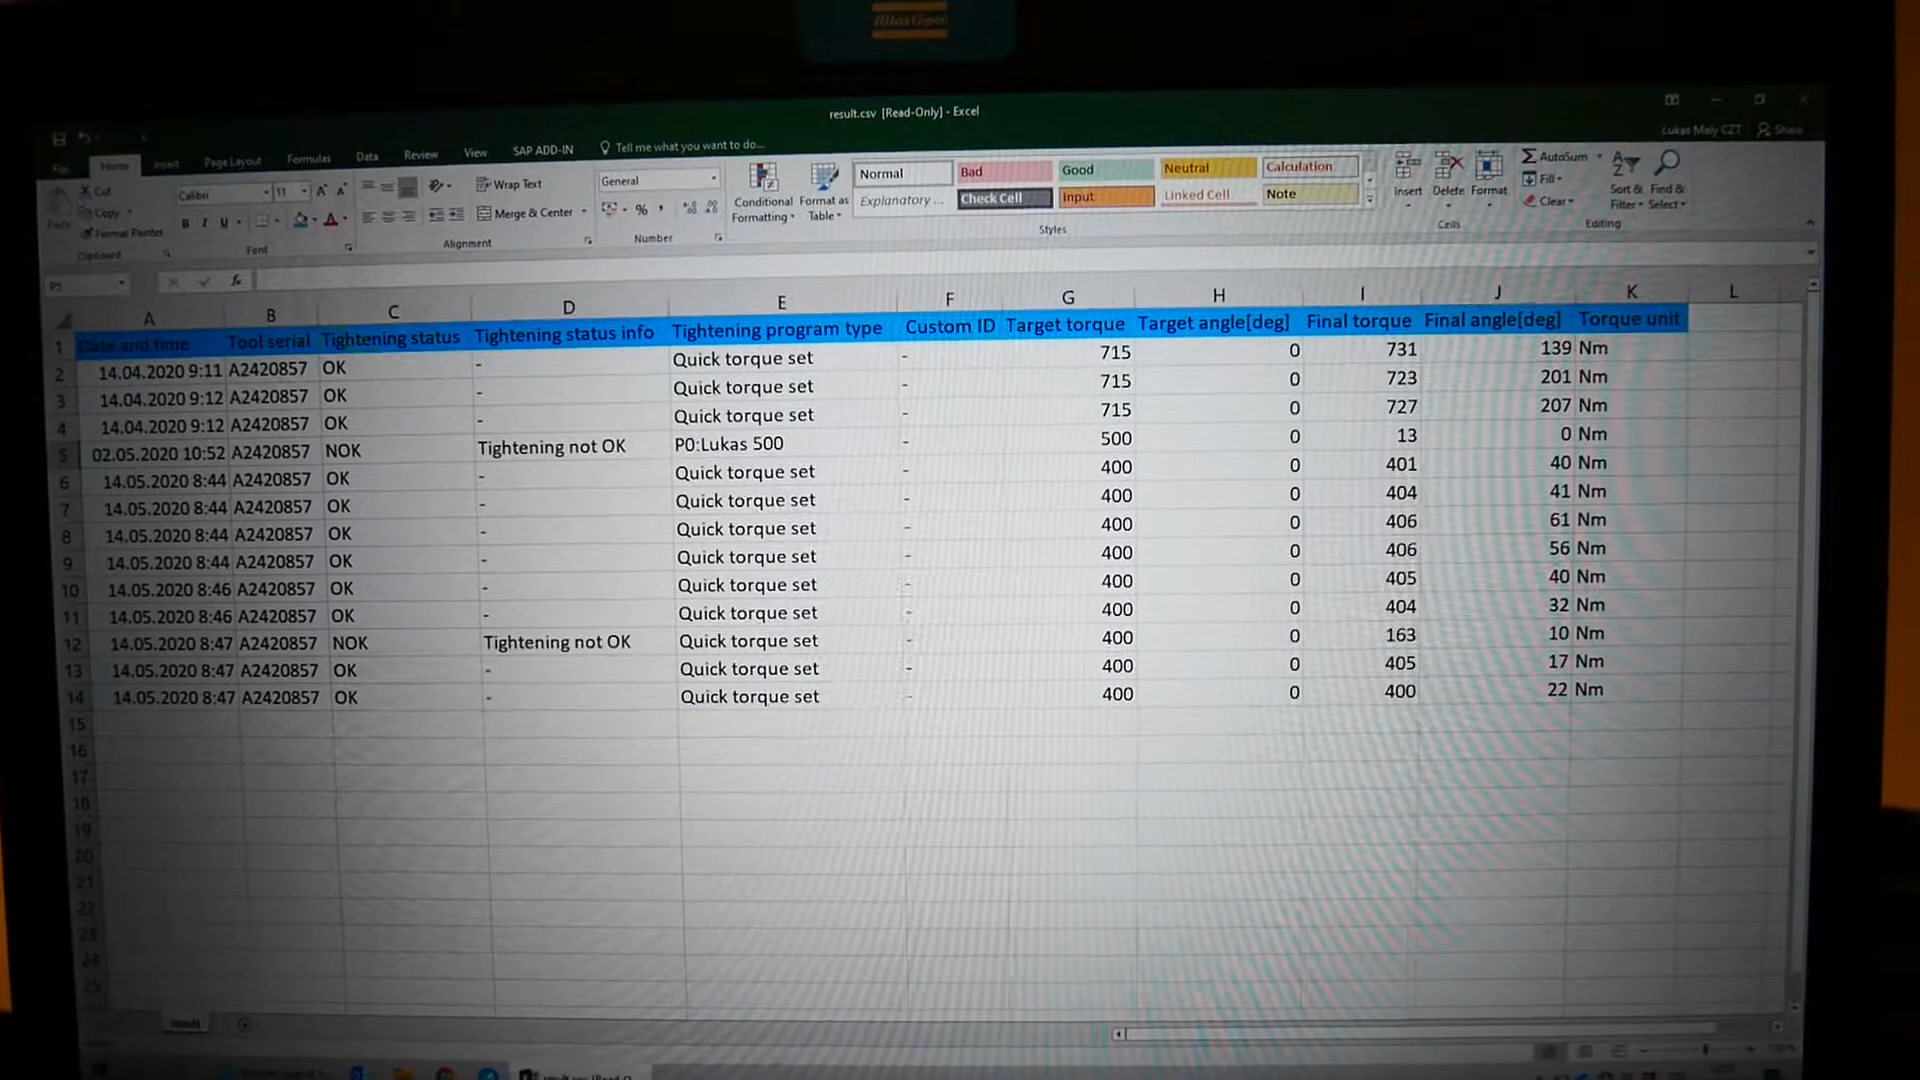 Atlas Copco
result.csv [Read-Only] - Excel
Lukas Maly CZT Share
File Home Insert Page Layout Formulas Data Review View SAP ADD-IN Tell me what you want to do...
Cut
Copy
Format Painter
Paste
Clipboard
Calibri 11
B I U
Font
Wrap Text
Merge & Center
Alignment
General
%
Number
Conditional Formatting
Format as Table
Normal Bad Good Neutral Calculation
Explanatory ... Check Cell Input Linked Cell Note
Styles
Insert Delete Format
Cells
AutoSum
Fill
Clear
Sort & Filter
Find & Select
Editing
P5 fx
A B C D E F G H I J K L
1 Date and time Tool serial Tightening status Tightening status info Tightening program type Custom ID Target torque Target angle[deg] Final torque Final angle[deg] Torque unit
2 14.04.2020 9:11 A2420857 OK - Quick torque set - 715 0 731 139 Nm
3 14.04.2020 9:12 A2420857 OK - Quick torque set - 715 0 723 201 Nm
4 14.04.2020 9:12 A2420857 OK - Quick torque set - 715 0 727 207 Nm
5 02.05.2020 10:52 A2420857 NOK Tightening not OK P0:Lukas 500 - 500 0 13 0 Nm
6 14.05.2020 8:44 A2420857 OK - Quick torque set - 400 0 401 40 Nm
7 14.05.2020 8:44 A2420857 OK - Quick torque set - 400 0 404 41 Nm
8 14.05.2020 8:44 A2420857 OK - Quick torque set - 400 0 406 61 Nm
9 14.05.2020 8:44 A2420857 OK - Quick torque set - 400 0 406 56 Nm
10 14.05.2020 8:46 A2420857 OK - Quick torque set - 400 0 405 40 Nm
11 14.05.2020 8:46 A2420857 OK - Quick torque set - 400 0 404 32 Nm
12 14.05.2020 8:47 A2420857 NOK Tightening not OK Quick torque set - 400 0 163 10 Nm
13 14.05.2020 8:47 A2420857 OK - Quick torque set - 400 0 405 17 Nm
14 14.05.2020 8:47 A2420857 OK - Quick torque set - 400 0 400 22 Nm
15
16
17
18
19
20
21
22
23
24
25
result